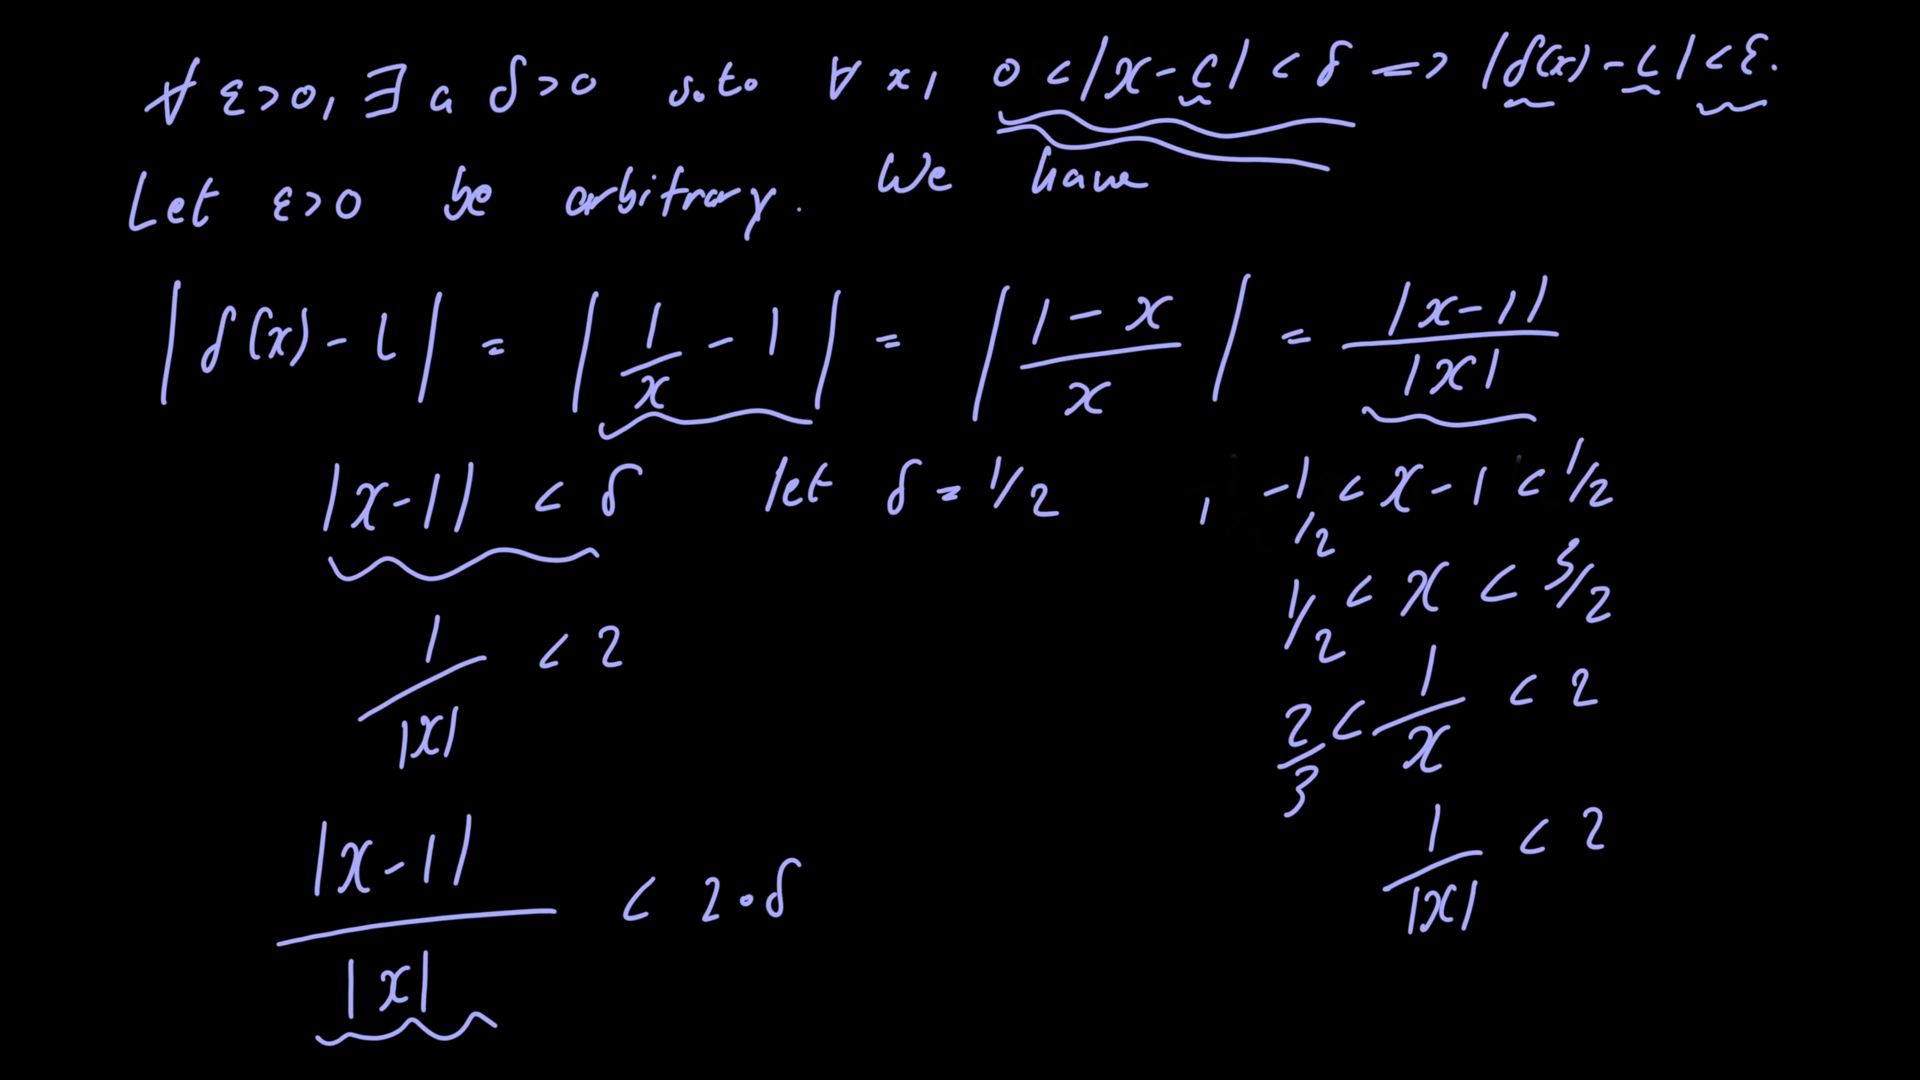 ∀ ε>0, ∃ a δ>0 s.t. ∀ x, 0 < |x-c| < δ => |f(x) - L| < ε.
Let ε>0 be arbitrary. We have
|f(x) - L| = |1/x - 1| = |(1-x)/x| = |x-1|/|x|
|x-1| < δ let δ = 1/2 , -1/2 < x-1 < 1/2
1/2 < x < 3/2
1/|x| < 2
2/3 < 1/x < 2
1/|x| < 2
|x-1|/|x| < 2·δ